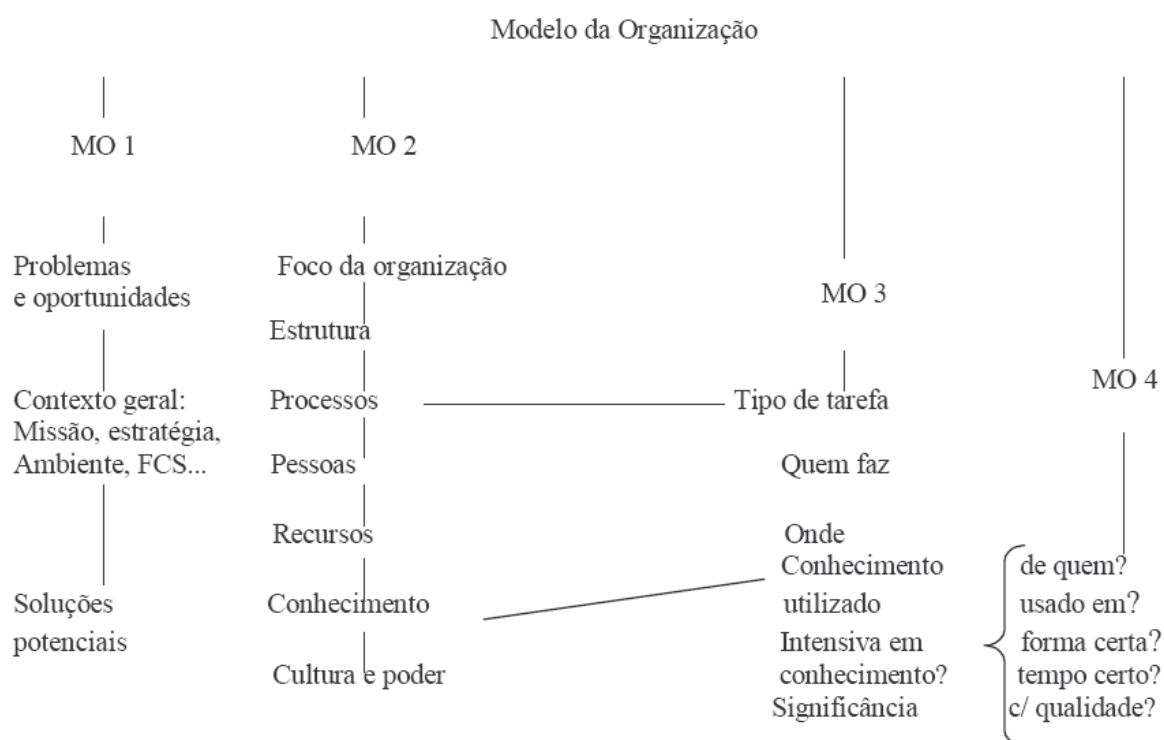 Modelo da Organização
MO 1
Problemas
e oportunidades
Contexto geral:
Missão, estratégia,
Ambiente, FCS...
Soluções
potenciais
MO 2
Foco da organização
Estrutura
Processos
Pessoas
Recursos
Conhecimento
Cultura e poder
MO 3
Tipo de tarefa
Quem faz
Onde
Conhecimento
utilizado
Intensiva em
conhecimento?
Significância
MO 4
de quem?
usado em?
forma certa?
tempo certo?
c/ qualidade?